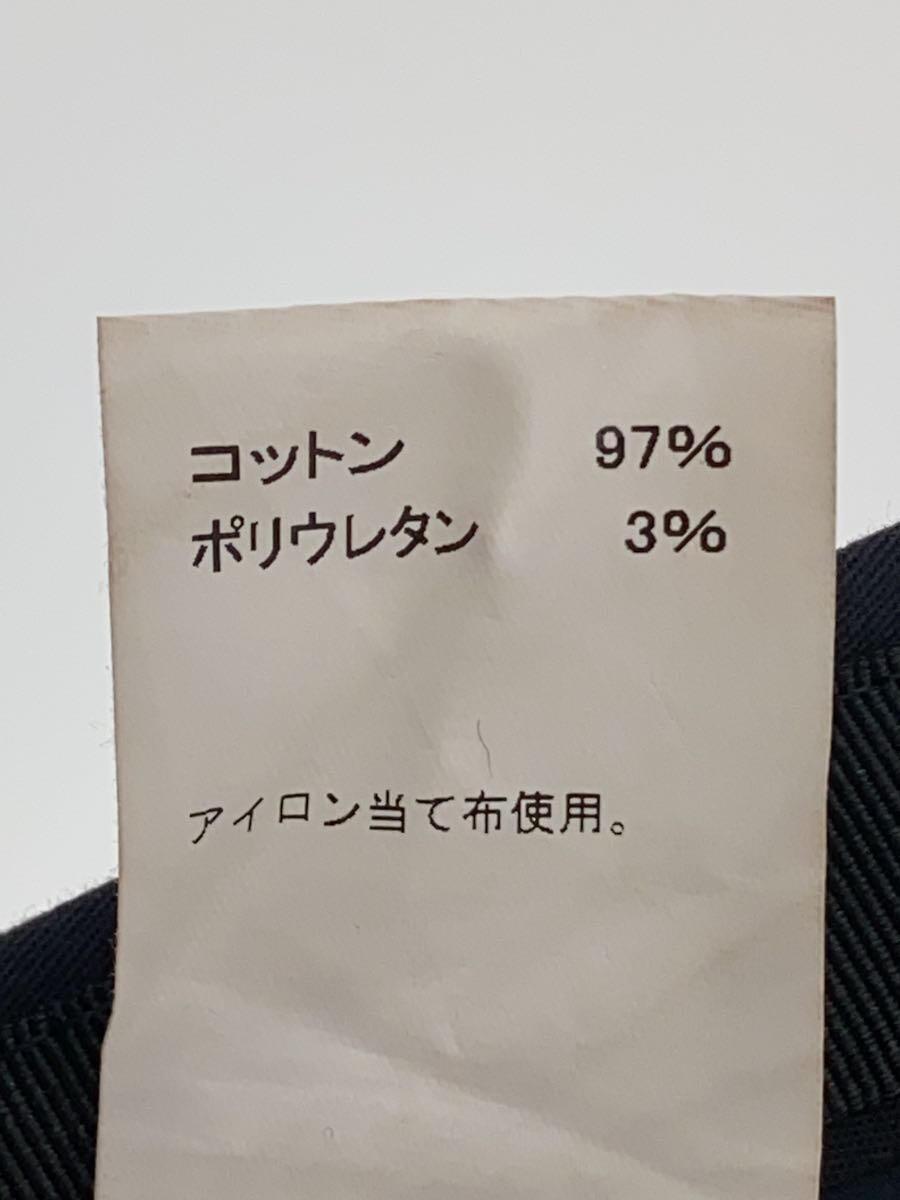 コットン 97%
ポリウレタン 3%
アイロン当て布使用。